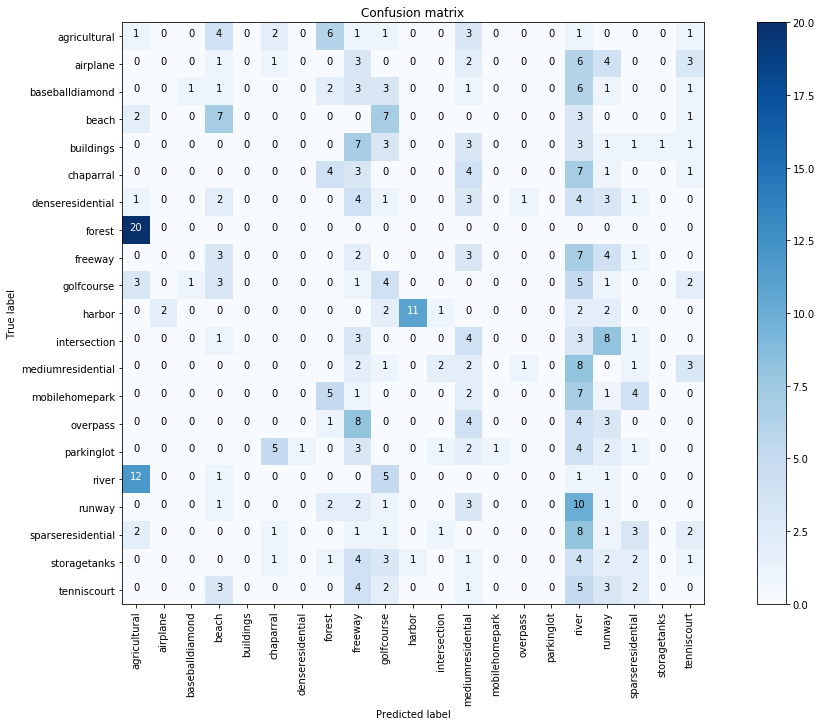 Confusion matrix
agricultural 1 0 0 4 0 2 0 6 1 1 0 0 3 0 0 0 1 0 0 0 1
airplane 0 0 0 1 0 1 0 0 3 0 0 0 2 0 0 0 6 4 0 0 3
baseballdiamond 0 0 1 1 0 0 0 2 3 3 0 0 1 0 0 0 6 1 0 0 1
beach 2 0 0 7 0 0 0 0 0 7 0 0 0 0 0 0 3 0 0 0 1
buildings 0 0 0 0 0 0 0 0 7 3 0 0 3 0 0 0 3 1 1 1 1
chaparral 0 0 0 0 0 0 0 4 3 0 0 0 4 0 0 0 7 1 0 0 1
denseresidential 1 0 0 2 0 0 0 0 4 1 0 0 3 0 1 0 4 3 1 0 0
forest 20 0 0 0 0 0 0 0 0 0 0 0 0 0 0 0 0 0 0 0 0
freeway 0 0 0 3 0 0 0 0 2 0 0 0 3 0 0 0 7 4 1 0 0
golfcourse 3 0 1 3 0 0 0 0 1 4 0 0 0 0 0 0 5 1 0 0 2
harbor 0 2 0 0 0 0 0 0 0 2 11 1 0 0 0 0 2 2 0 0 0
intersection 0 0 0 1 0 0 0 0 3 0 0 0 4 0 0 0 3 8 1 0 0
mediumresidential 0 0 0 0 0 0 0 0 2 1 0 2 2 0 1 0 8 0 1 0 3
mobilehomepark 0 0 0 0 0 0 0 5 1 0 0 0 2 0 0 0 7 1 4 0 0
overpass 0 0 0 0 0 0 0 1 8 0 0 0 4 0 0 0 4 3 0 0 0
parkinglot 0 0 0 0 0 5 1 0 3 0 0 1 2 1 0 0 4 2 1 0 0
river 12 0 0 1 0 0 0 0 0 5 0 0 0 0 0 0 1 1 0 0 0
runway 0 0 0 1 0 0 0 2 2 1 0 0 3 0 0 0 10 1 0 0 0
sparseresidential 2 0 0 0 0 1 0 0 1 1 0 1 0 0 0 0 8 1 3 0 2
storagetanks 0 0 0 0 0 1 0 1 4 3 1 0 1 0 0 0 4 2 2 0 1
tenniscourt 0 0 0 3 0 0 0 0 4 2 0 0 1 0 0 0 5 3 2 0 0
True label
agricultural
airplane
baseballdiamond
beach
buildings
chaparral
denseresidential
forest
freeway
golfcourse
harbor
intersection
mediumresidential
mobilehomepark
overpass
parkinglot
river
runway
sparseresidential
storagetanks
tenniscourt
Predicted label
20.0
17.5
15.0
12.5
10.0
7.5
5.0
2.5
0.0